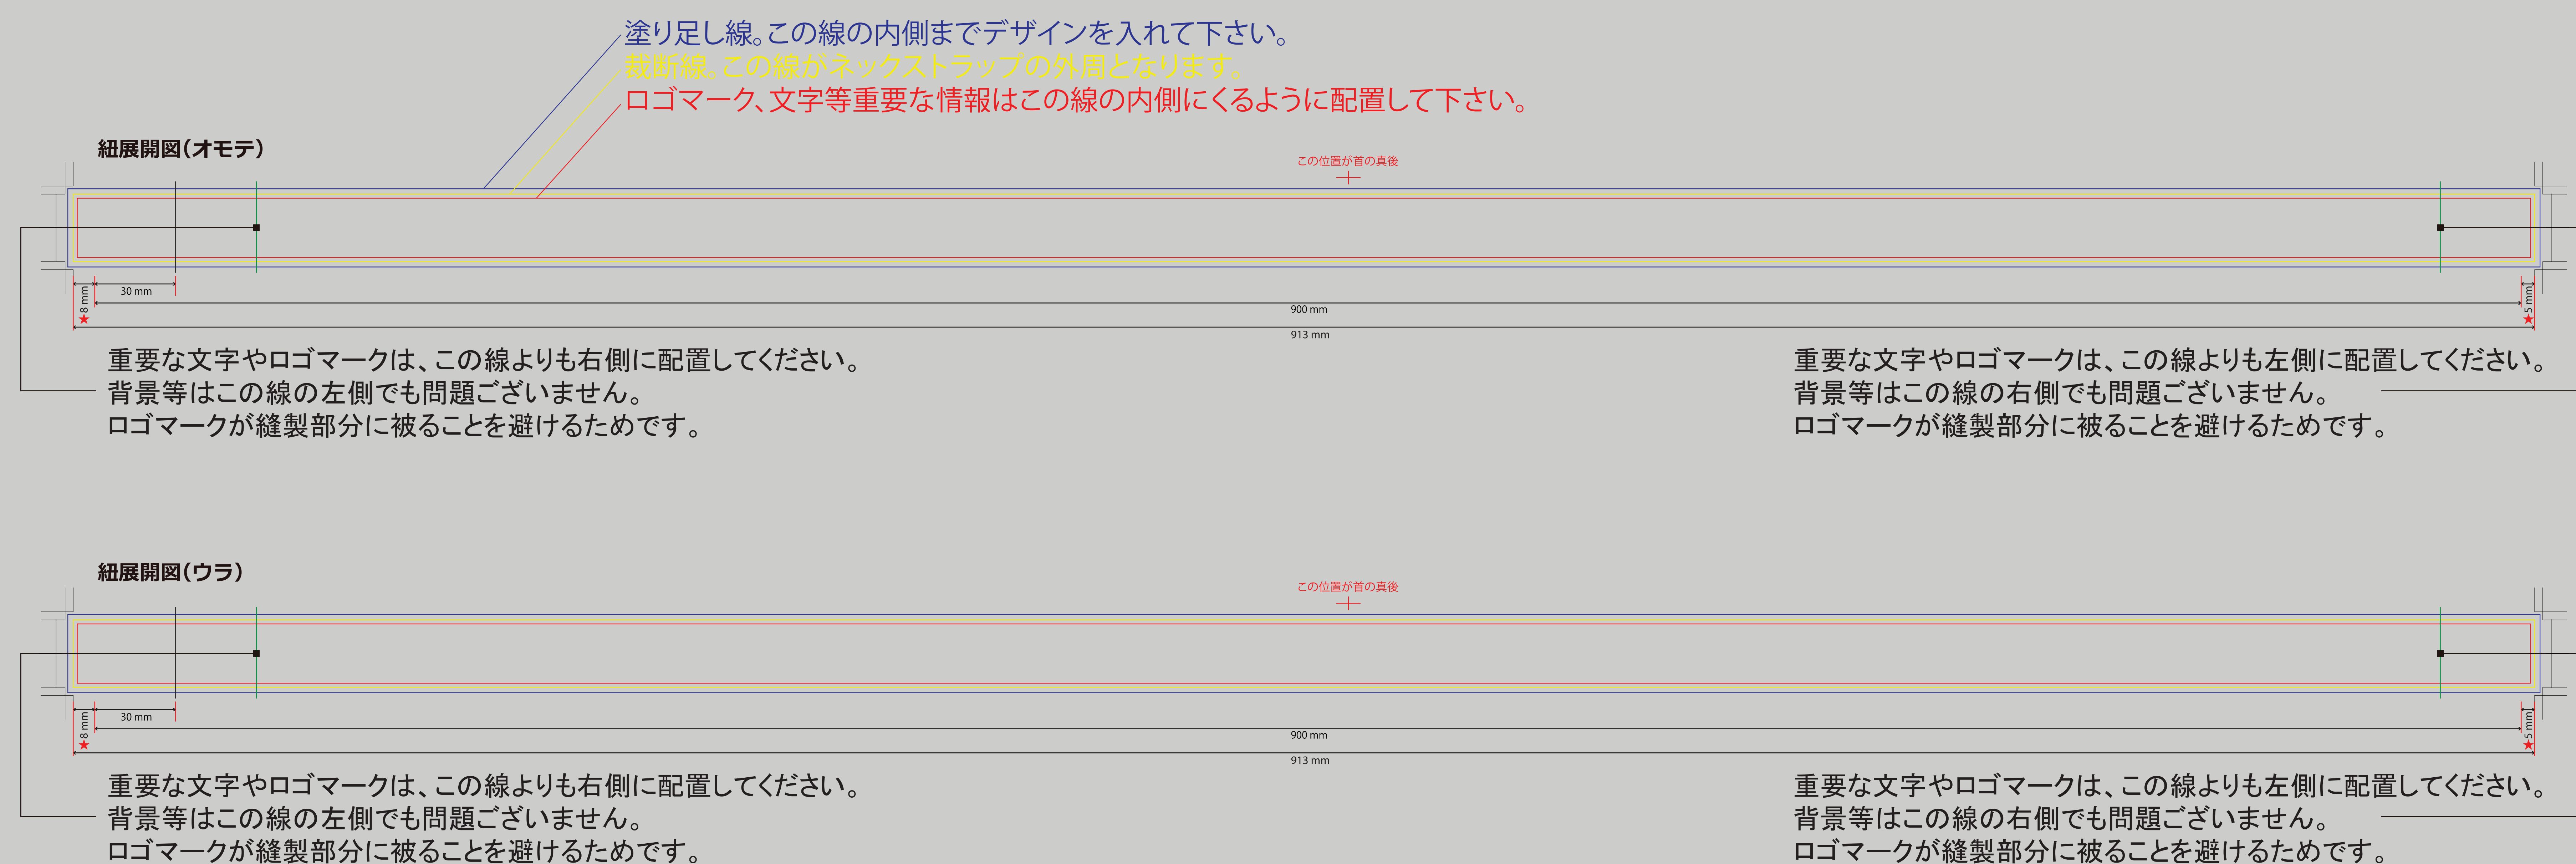 塗り足し線。この線の内側までデザインを入れて下さい。
裁断線。この線がネックストラップの外周となります。
ロゴマーク、文字等重要な情報はこの線の内側にくるように配置して下さい。
紐展開図(オモテ)
この位置が首の真後
30 mm
★8 mm
900 mm
★5 mm
913 mm
重要な文字やロゴマークは、この線よりも右側に配置してください。
背景等はこの線の左側でも問題ございません。
ロゴマークが縫製部分に被ることを避けるためです。
重要な文字やロゴマークは、この線よりも左側に配置してください。
背景等はこの線の右側でも問題ございません。
ロゴマークが縫製部分に被ることを避けるためです。
紐展開図(ウラ)
この位置が首の真後
30 mm
★8 mm
900 mm
★5 mm
913 mm
重要な文字やロゴマークは、この線よりも右側に配置してください。
背景等はこの線の左側でも問題ございません。
ロゴマークが縫製部分に被ることを避けるためです。
重要な文字やロゴマークは、この線よりも左側に配置してください。
背景等はこの線の右側でも問題ございません。
ロゴマークが縫製部分に被ることを避けるためです。